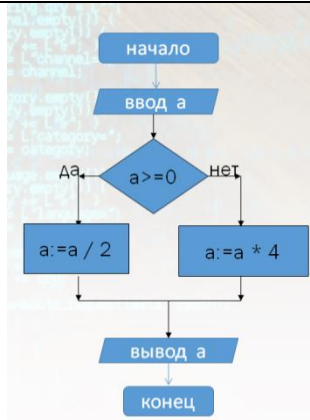 начало
ввод а
a>=0
да
нет
a:=a / 2
a:=a * 4
вывод а
конец